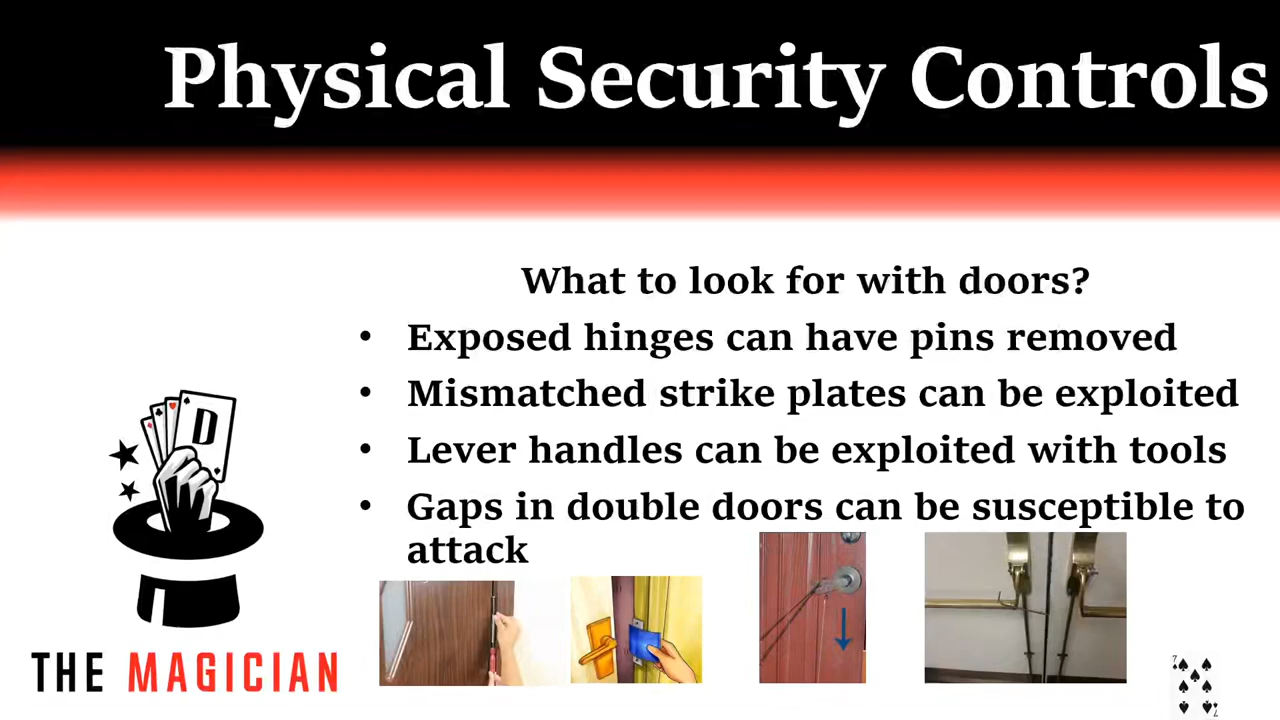 Physical Security Controls
What to look for with doors?
• Exposed hinges can have pins removed
• Mismatched strike plates can be exploited
• Lever handles can be exploited with tools
• Gaps in double doors can be susceptible to
attack
D
THE MAGICIAN
7
7